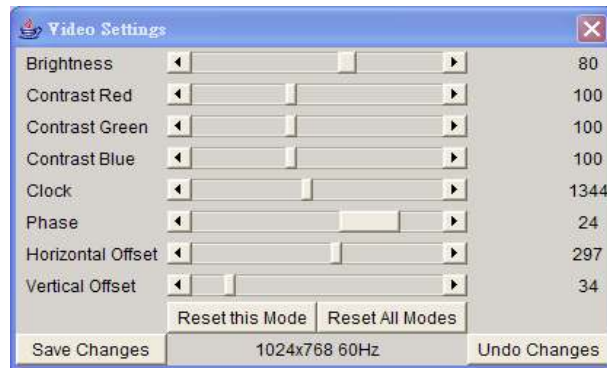 Video Settings
Brightness 80
Contrast Red 100
Contrast Green 100
Contrast Blue 100
Clock 1344
Phase 24
Horizontal Offset 297
Vertical Offset 34
Reset this Mode Reset All Modes
Save Changes 1024x768 60Hz Undo Changes